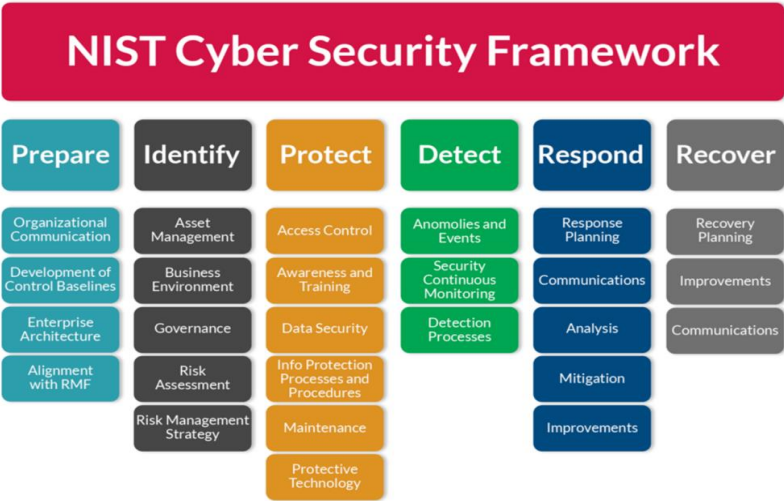 NIST Cyber Security Framework
Prepare
Identify
Protect
Detect
Respond
Recover
Organizational
Communication
Development of
Control Baselines
Enterprise
Architecture
Alignment
with RMF
Asset
Management
Business
Environment
Governance
Risk
Assessment
Risk Management
Strategy
Access Control
Awareness and
Training
Data Security
Info Protection
Processes and
Procedures
Maintenance
Protective
Technology
Anomolies and
Events
Security
Continuous
Monitoring
Detection
Processes
Response
Planning
Communications
Analysis
Mitigation
Improvements
Recovery
Planning
Improvements
Communications